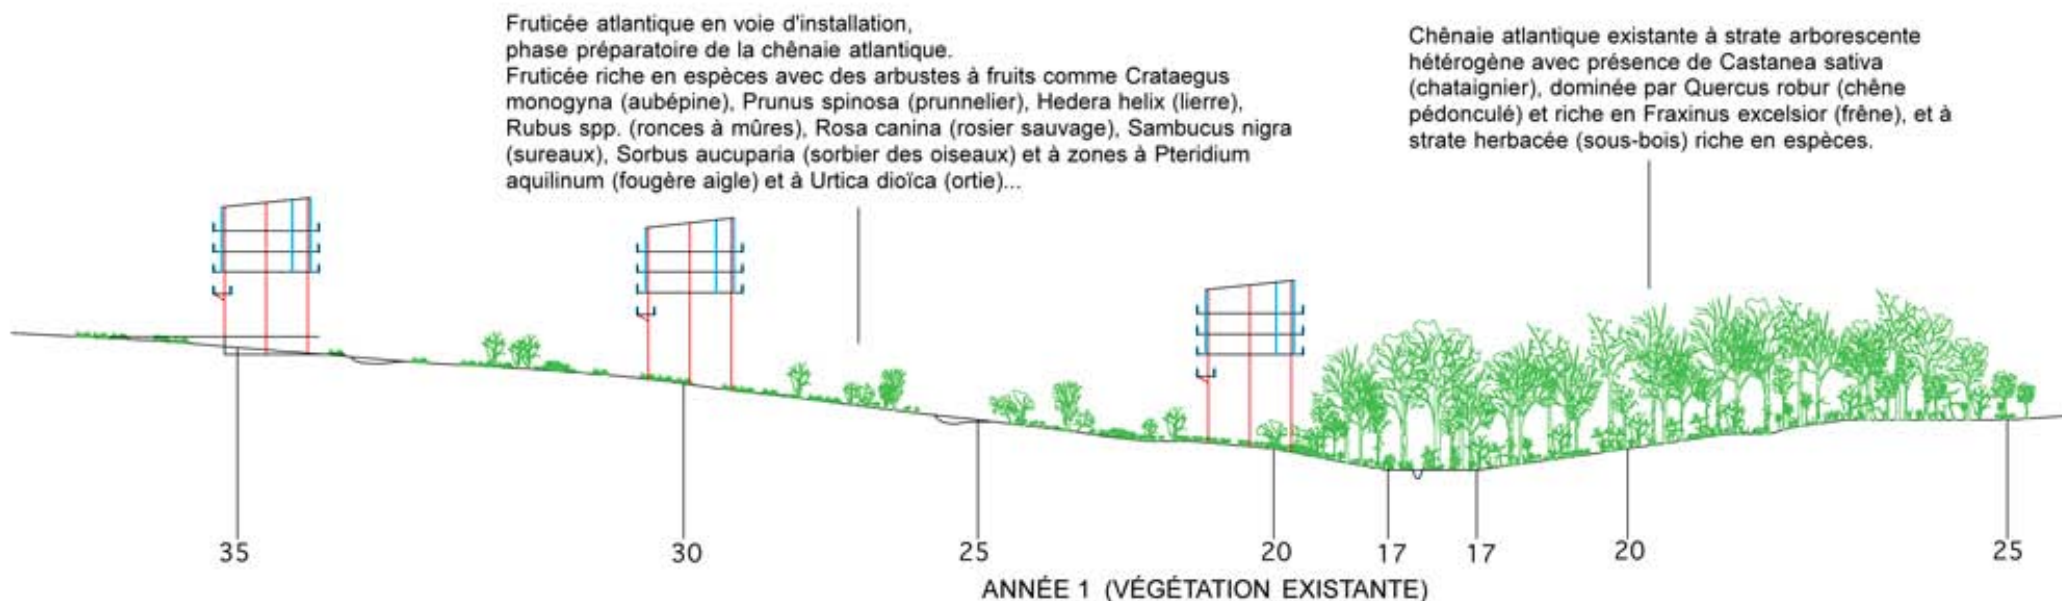 Fruticée atlantique en voie d'installation,
phase préparatoire de la chênaie atlantique.
Fruticée riche en espèces avec des arbustes à fruits comme Crataegus
monogyna (aubépine), Prunus spinosa (prunnelier), Hedera helix (lierre),
Rubus spp. (ronces à mûres), Rosa canina (rosier sauvage), Sambucus nigra
(sureaux), Sorbus aucuparia (sorbier des oiseaux) et à zones à Pteridium
aquilinum (fougère aigle) et à Urtica dioïca (ortie)...
Chênaie atlantique existante à strate arborescente
hétérogène avec présence de Castanea sativa
(chataignier), dominée par Quercus robur (chêne
pédonculé) et riche en Fraxinus excelsior (frêne), et à
strate herbacée (sous-bois) riche en espèces.
35 30 25 20 17 17 20 25
ANNÉE 1 (VÉGÉTATION EXISTANTE)